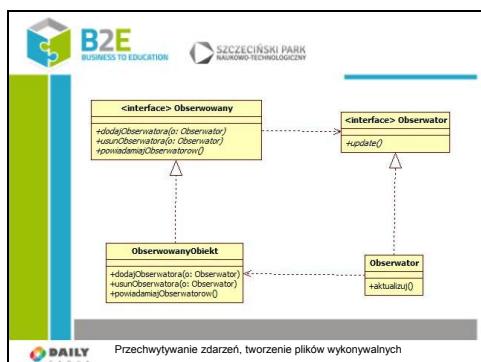 B2E
BUSINESS TO EDUCATION
SZCZECIŃSKI PARK
NAUKOWO-TECHNOLOGICZNY
<interface> Obserwowany
+dodajObserwatora(o: Obserwator)
+usunObserwatora(o: Obserwator)
+powiadamiajObserwatorow()
<interface> Obserwator
+update()
ObserwowanyObiekt
+dodajObserwatora(o: Obserwator)
+usunObserwatora(o: Obserwator)
+powiadamiajObserwatorow()
Obserwator
+aktualizuj()
DAILY
Przechwytywanie zdarzeń, tworzenie plików wykonywalnych